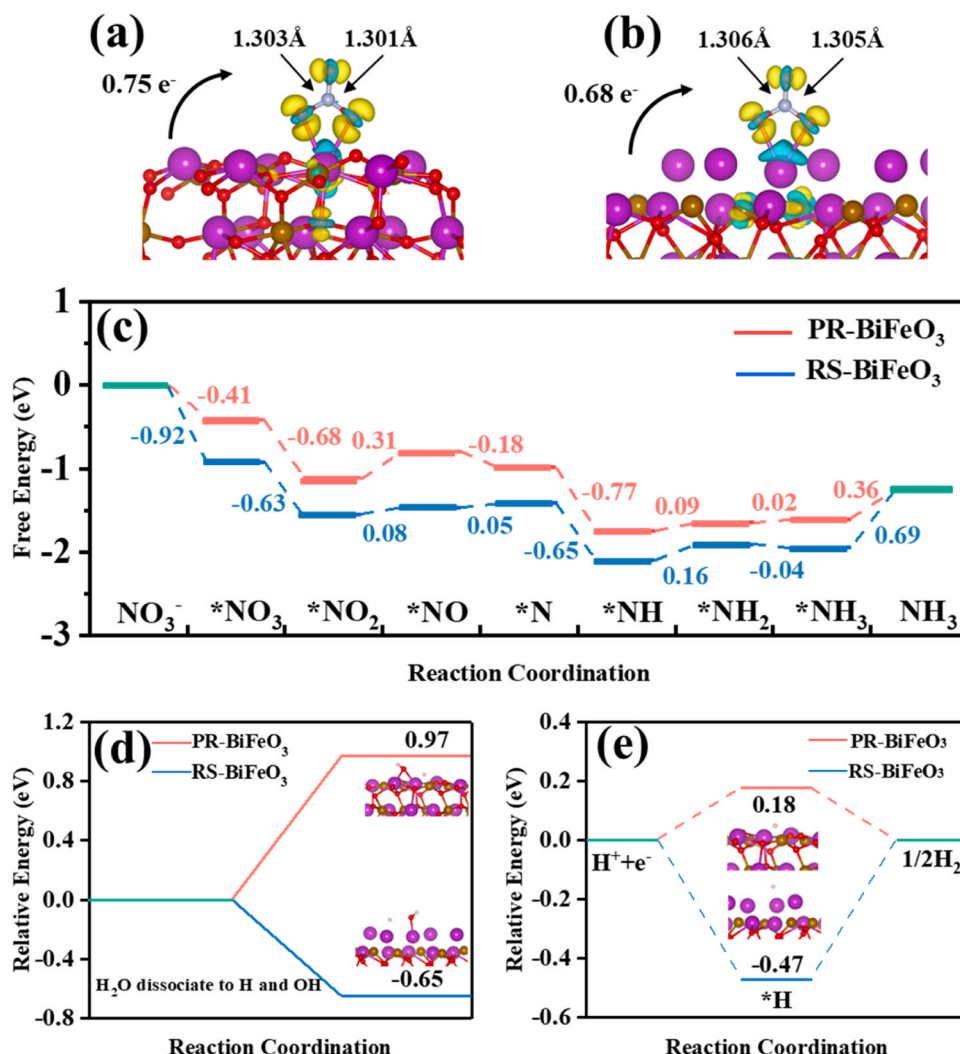 (a)
1.303Å 1.301Å
0.75 e⁻
(b)
1.306Å 1.305Å
0.68 e⁻
(c)
PR-BiFeO₃
RS-BiFeO₃
Free Energy (eV)
1
0
-1
-2
-3
-0.41
-0.68
0.31
-0.18
-0.77
0.09
0.02
0.36
-0.92
-0.63
0.08
0.05
-0.65
0.16
-0.04
0.69
NO₃⁻ *NO₃ *NO₂ *NO *N *NH *NH₂ *NH₃ NH₃
Reaction Coordination
(d)
PR-BiFeO₃
RS-BiFeO₃
Relative Energy (eV)
1.2
0.8
0.4
0.0
-0.4
-0.8
0.97
-0.65
H₂O dissociate to H and OH
Reaction Coordination
(e)
PR-BiFeO₃
RS-BiFeO₃
Relative Energy (eV)
0.4
0.2
0.0
-0.2
-0.4
-0.6
0.18
H⁺+e⁻
1/2H₂
-0.47
*H
Reaction Coordination